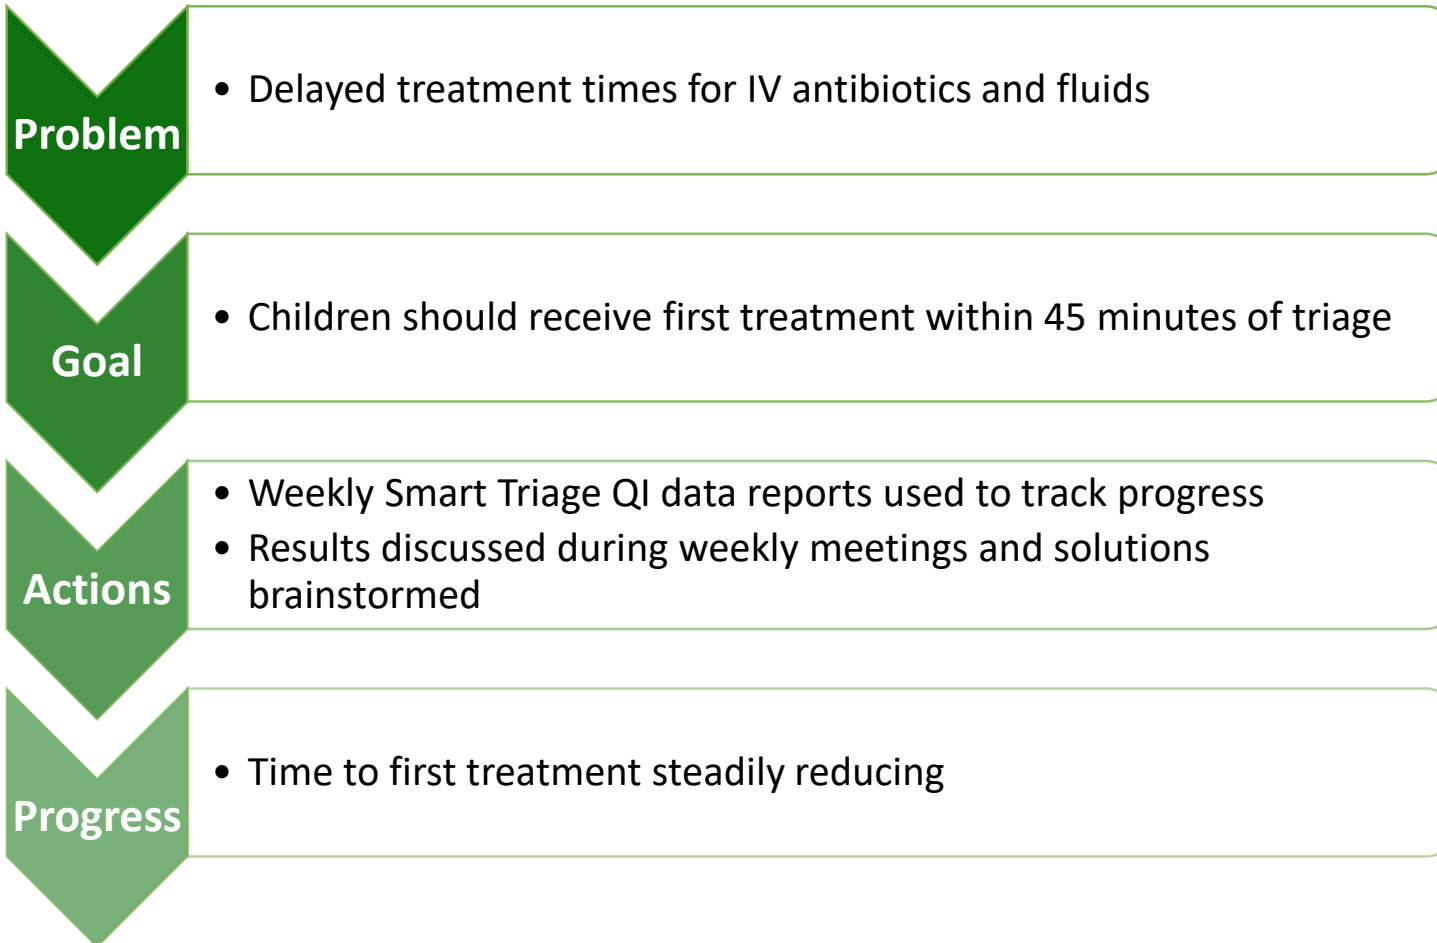 Problem
• Delayed treatment times for IV antibiotics and fluids
Goal
• Children should receive first treatment within 45 minutes of triage
Actions
• Weekly Smart Triage QI data reports used to track progress
• Results discussed during weekly meetings and solutions
brainstormed
Progress
• Time to first treatment steadily reducing